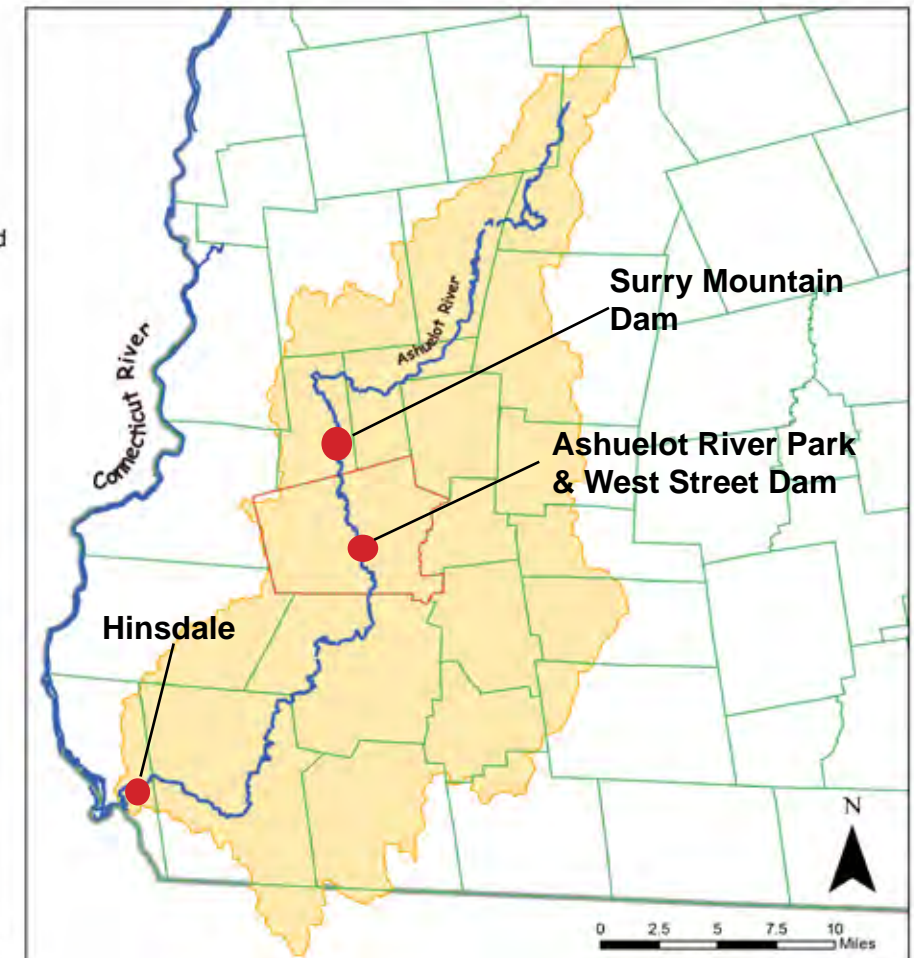 d
Connecticut River
Ashuelot River
Surry Mountain
Dam
Ashuelot River Park
& West Street Dam
Hinsdale
N
0 2.5 5 7.5 10
Miles